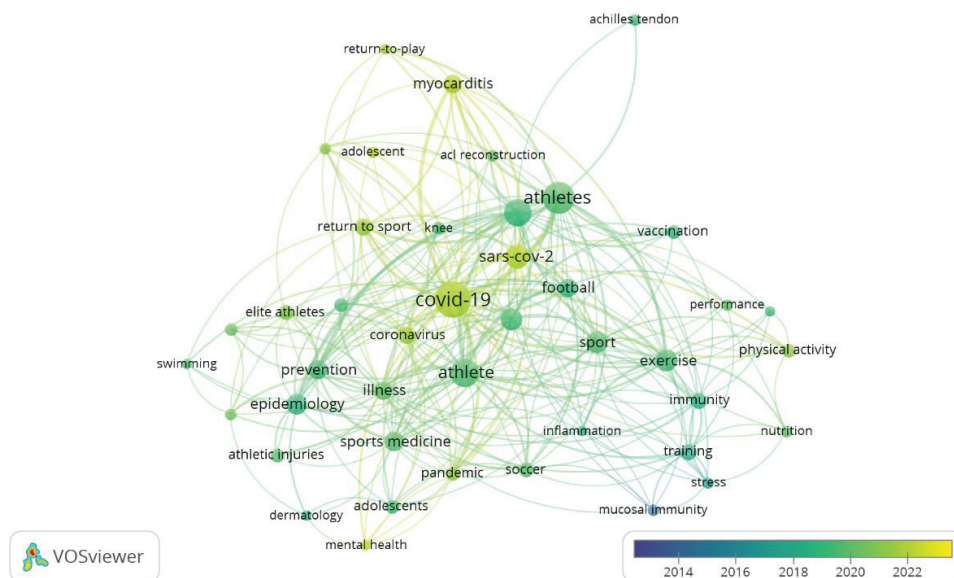 achilles tendon
return-to-play
myocarditis
adolescent
acl reconstruction
athletes
return to sport
knee
vaccination
sars-cov-2
football
covid-19
performance
elite athletes
coronavirus
sport
physical activity
swimming
prevention
athlete
exercise
illness
immunity
epidemiology
inflammation
nutrition
sports medicine
athletic injuries
training
pandemic
soccer
stress
adolescents
mucosal immunity
dermatology
mental health
VOSviewer
2014 2016 2018 2020 2022